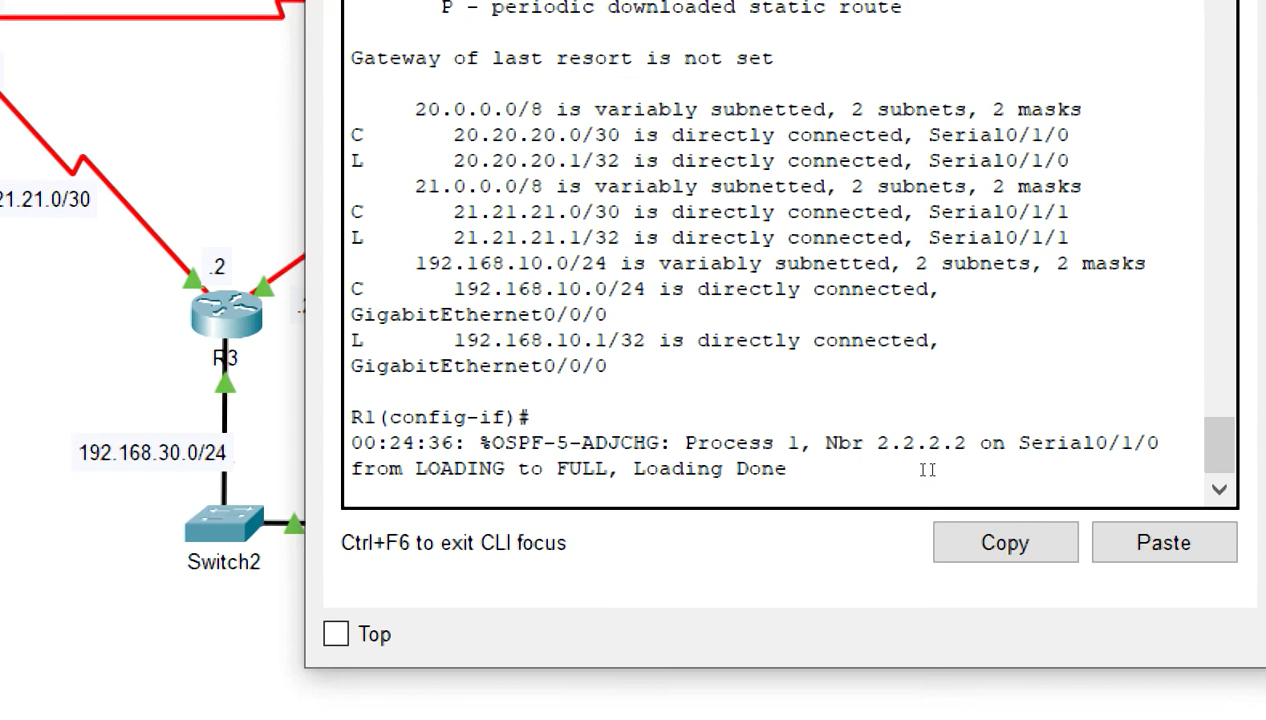 P - periodic downloaded static route
Gateway of last resort is not set
20.0.0.0/8 is variably subnetted, 2 subnets, 2 masks
C 20.20.20.0/30 is directly connected, Serial0/1/0
L 20.20.20.1/32 is directly connected, Serial0/1/0
21.0.0.0/8 is variably subnetted, 2 subnets, 2 masks
C 21.21.21.0/30 is directly connected, Serial0/1/1
L 21.21.21.1/32 is directly connected, Serial0/1/1
192.168.10.0/24 is variably subnetted, 2 subnets, 2 masks
C 192.168.10.0/24 is directly connected,
GigabitEthernet0/0/0
L 192.168.10.1/32 is directly connected,
GigabitEthernet0/0/0
R1(config-if)#
00:24:36: %OSPF-5-ADJCHG: Process 1, Nbr 2.2.2.2 on Serial0/1/0
from LOADING to FULL, Loading Done
Ctrl+F6 to exit CLI focus
Copy
Paste
Top
21.21.0/30
.2
R3
192.168.30.0/24
Switch2